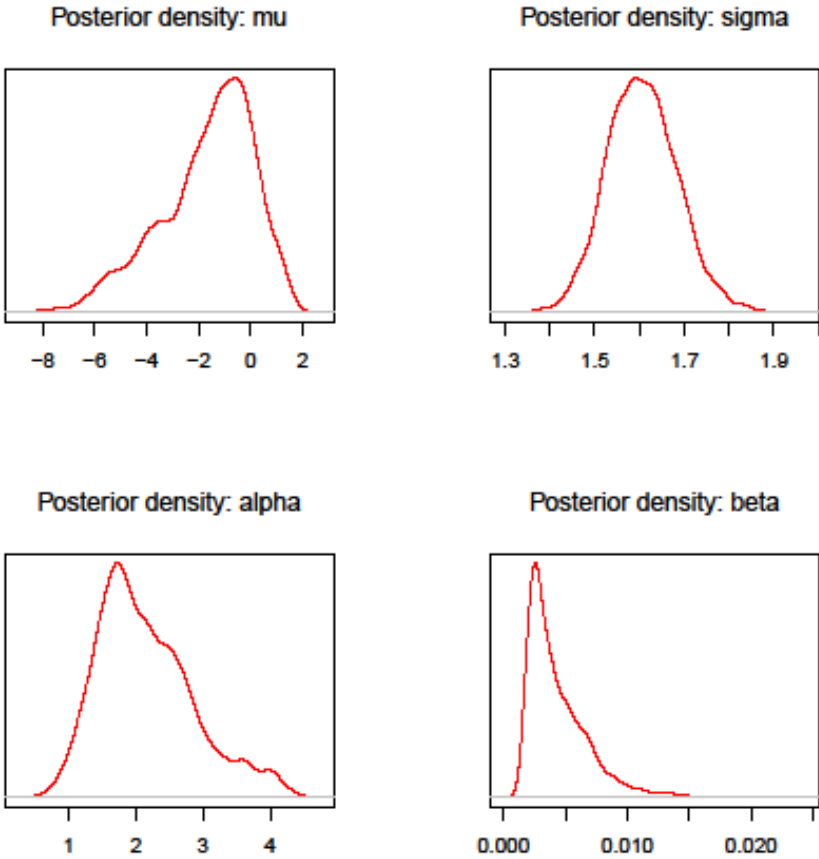 Posterior density: mu
Posterior density: sigma
−8 −6 −4 −2 0 2
1.3 1.5 1.7 1.9
Posterior density: alpha
Posterior density: beta
1 2 3 4
0.000 0.010 0.020